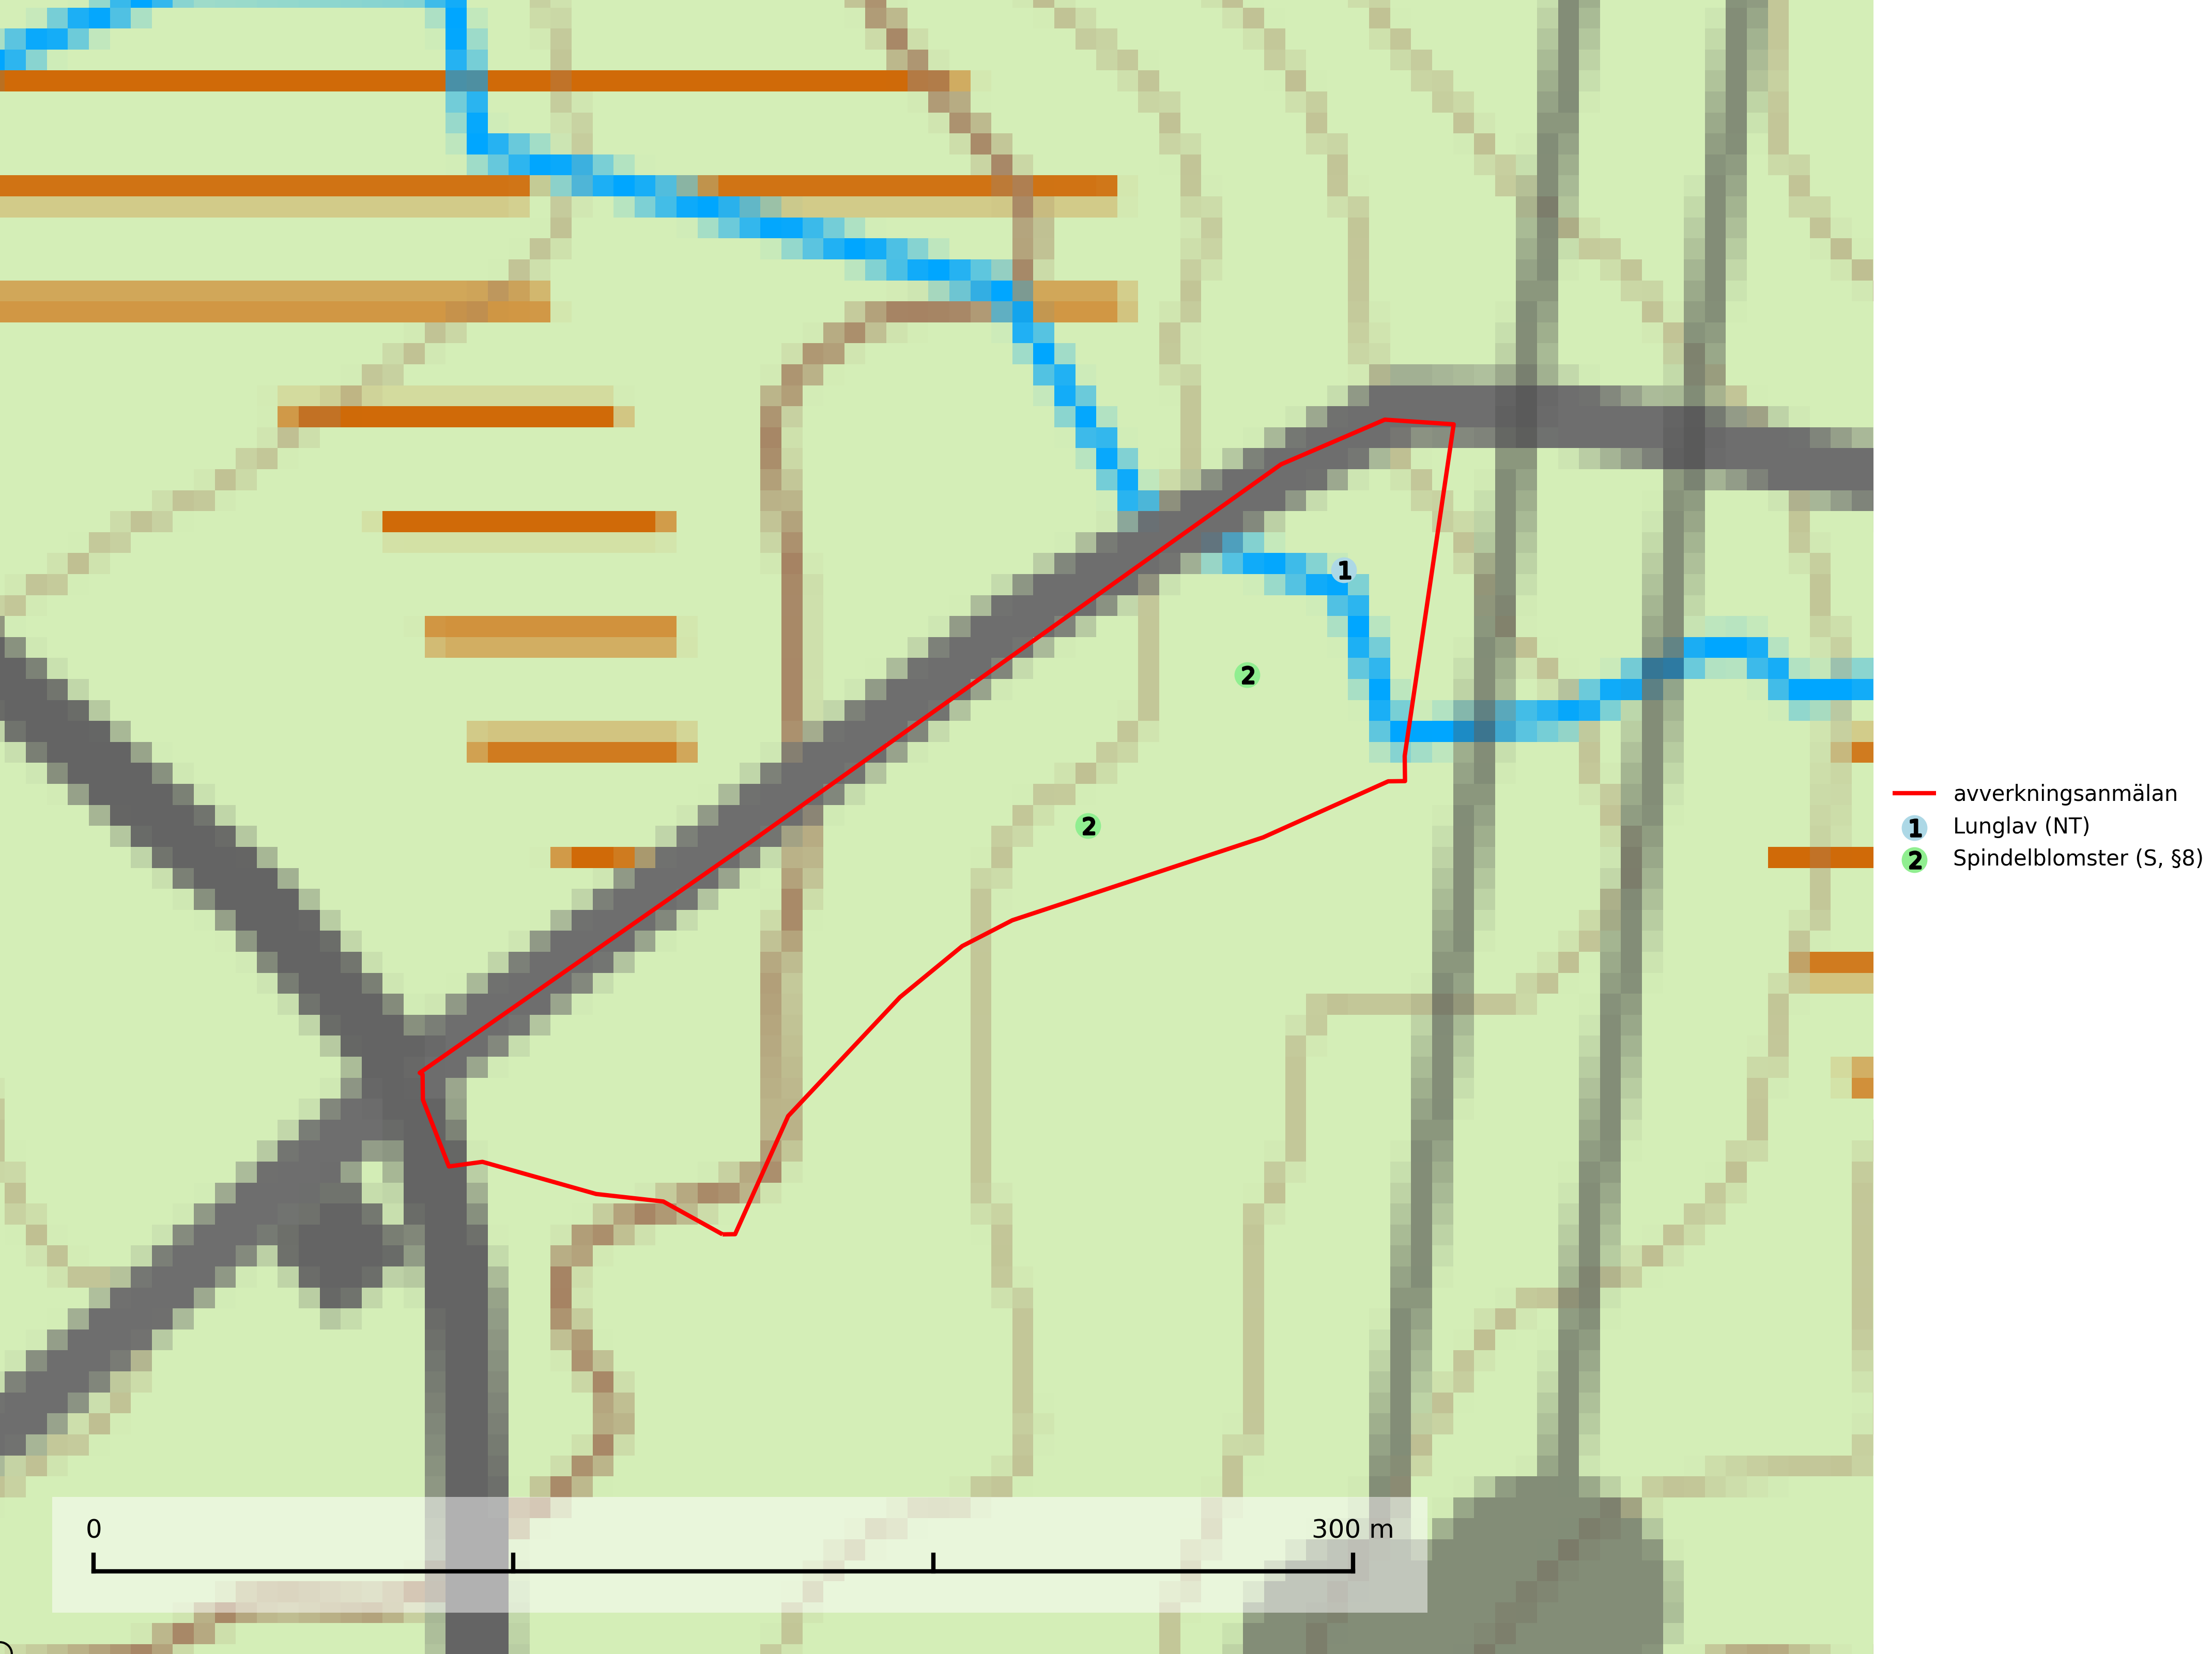 1
2
2
avverkningsanmälan
1 Lunglav (NT)
2 Spindelblomster (S, §8)
0 300 m